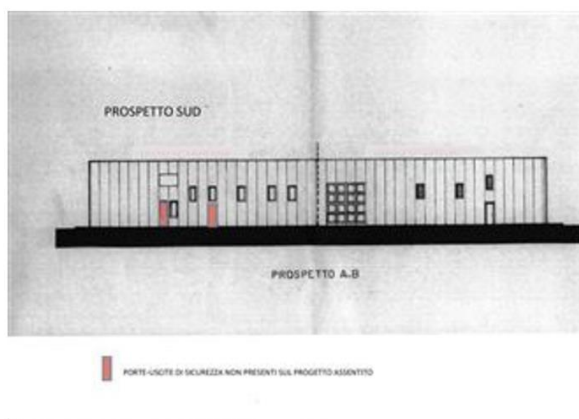 PROSPETTO SUD
PROSPETTO A-B
PORTE-USCITE DI SICUREZZA NON PRESENTI SUL PROGETTO ASSENTITO